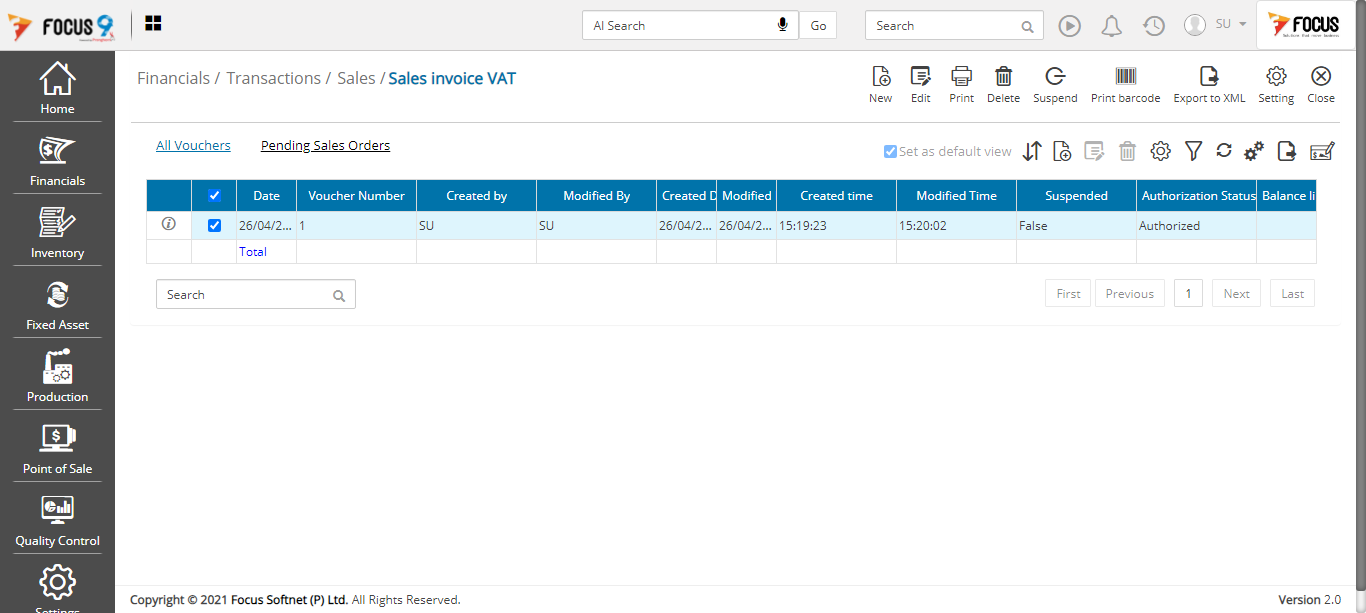 FOCUS 9
AI Search
Go
Search
SU
FOCUS
Home
Financials
Inventory
Fixed Asset
Production
Point of Sale
Quality Control
Settings
Financials / Transactions / Sales / Sales invoice VAT
New Edit Print Delete Suspend Print barcode Export to XML Setting Close
All Vouchers Pending Sales Orders
Set as default view
Date Voucher Number Created by Modified By Created D Modified Created time Modified Time Suspended Authorization Status Balance li
26/04/2... 1 SU SU 26/04/2... 26/04/2... 15:19:23 15:20:02 False Authorized
Total
Search
First Previous 1 Next Last
Copyright © 2021 Focus Softnet (P) Ltd. All Rights Reserved.
Version 2.0